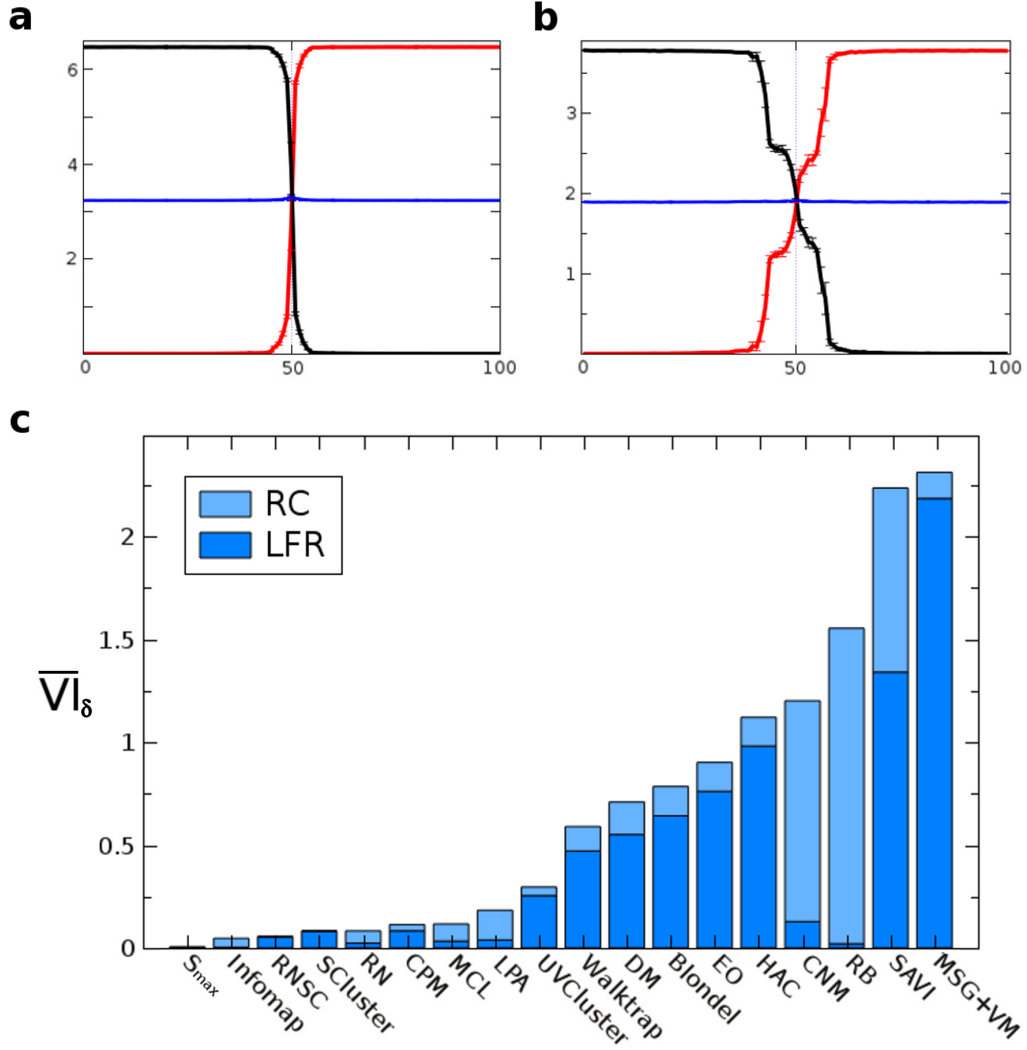 a
b
6
4
2
0
50
100
3
2
1
0
50
100
c
RC
LFR
2
1.5
1
0.5
0
VIδ
Smax
Infomap
RNSC
SCluster
RN
CPM
MCL
LPA
UVCluster
Walktrap
DM
Blondel
EO
HAC
CNM
RB
SAVI
MSG+VM